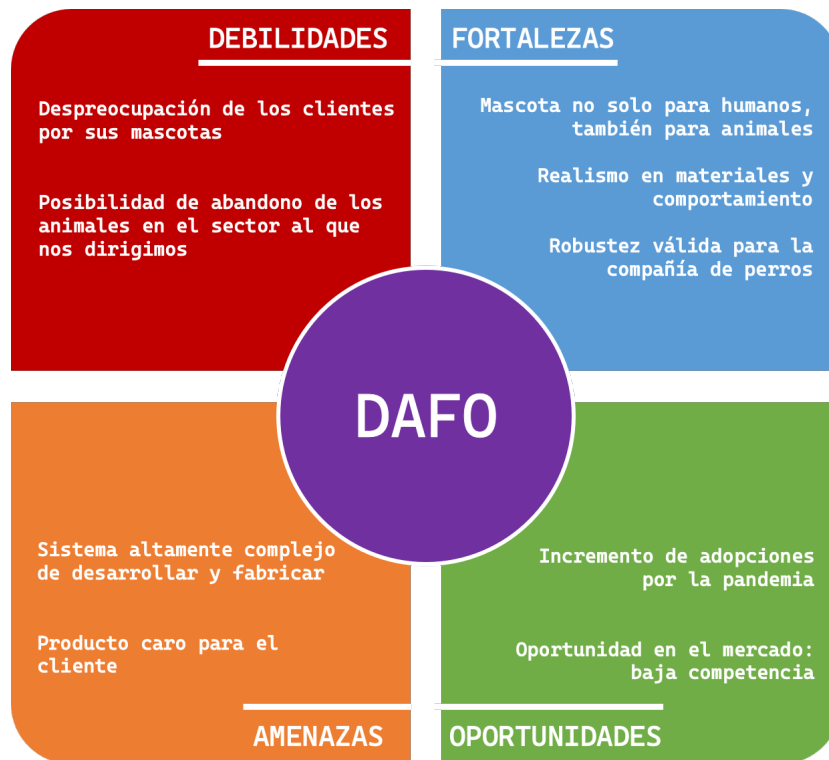 DEBILIDADES
Despreocupación de los clientes
por sus mascotas
Posibilidad de abandono de los
animales en el sector al que
nos dirigimos
FORTALEZAS
Mascota no solo para humanos,
también para animales
Realismo en materiales y
comportamiento
Robustez válida para la
compañía de perros
DAFO
Sistema altamente complejo
de desarrollar y fabricar
Producto caro para el
cliente
AMENAZAS
Incremento de adopciones
por la pandemia
Oportunidad en el mercado:
baja competencia
OPORTUNIDADES